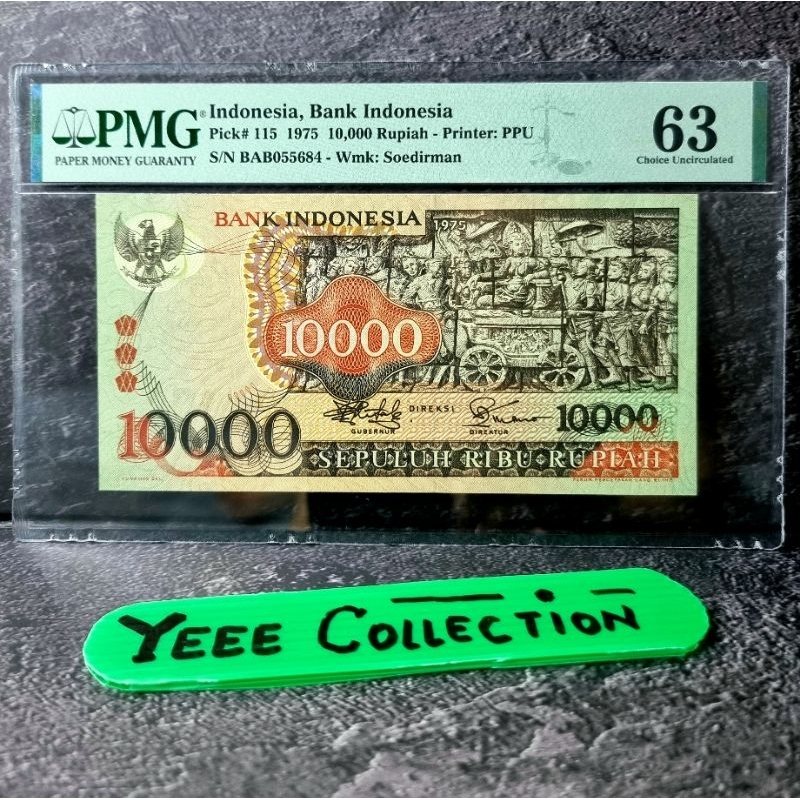 PMG®
PAPER MONEY GUARANTY
Indonesia, Bank Indonesia
Pick# 115 1975 10,000 Rupiah - Printer: PPU
S/N BAB055684 - Wmk: Soedirman
63
Choice Uncirculated
BANK INDONESIA
1975
10000
DIREKSI
GUBERNUR
DIREKTUR
10000
10000
SEPULUH RIBU RUPIAH
YEEE COLLECTION